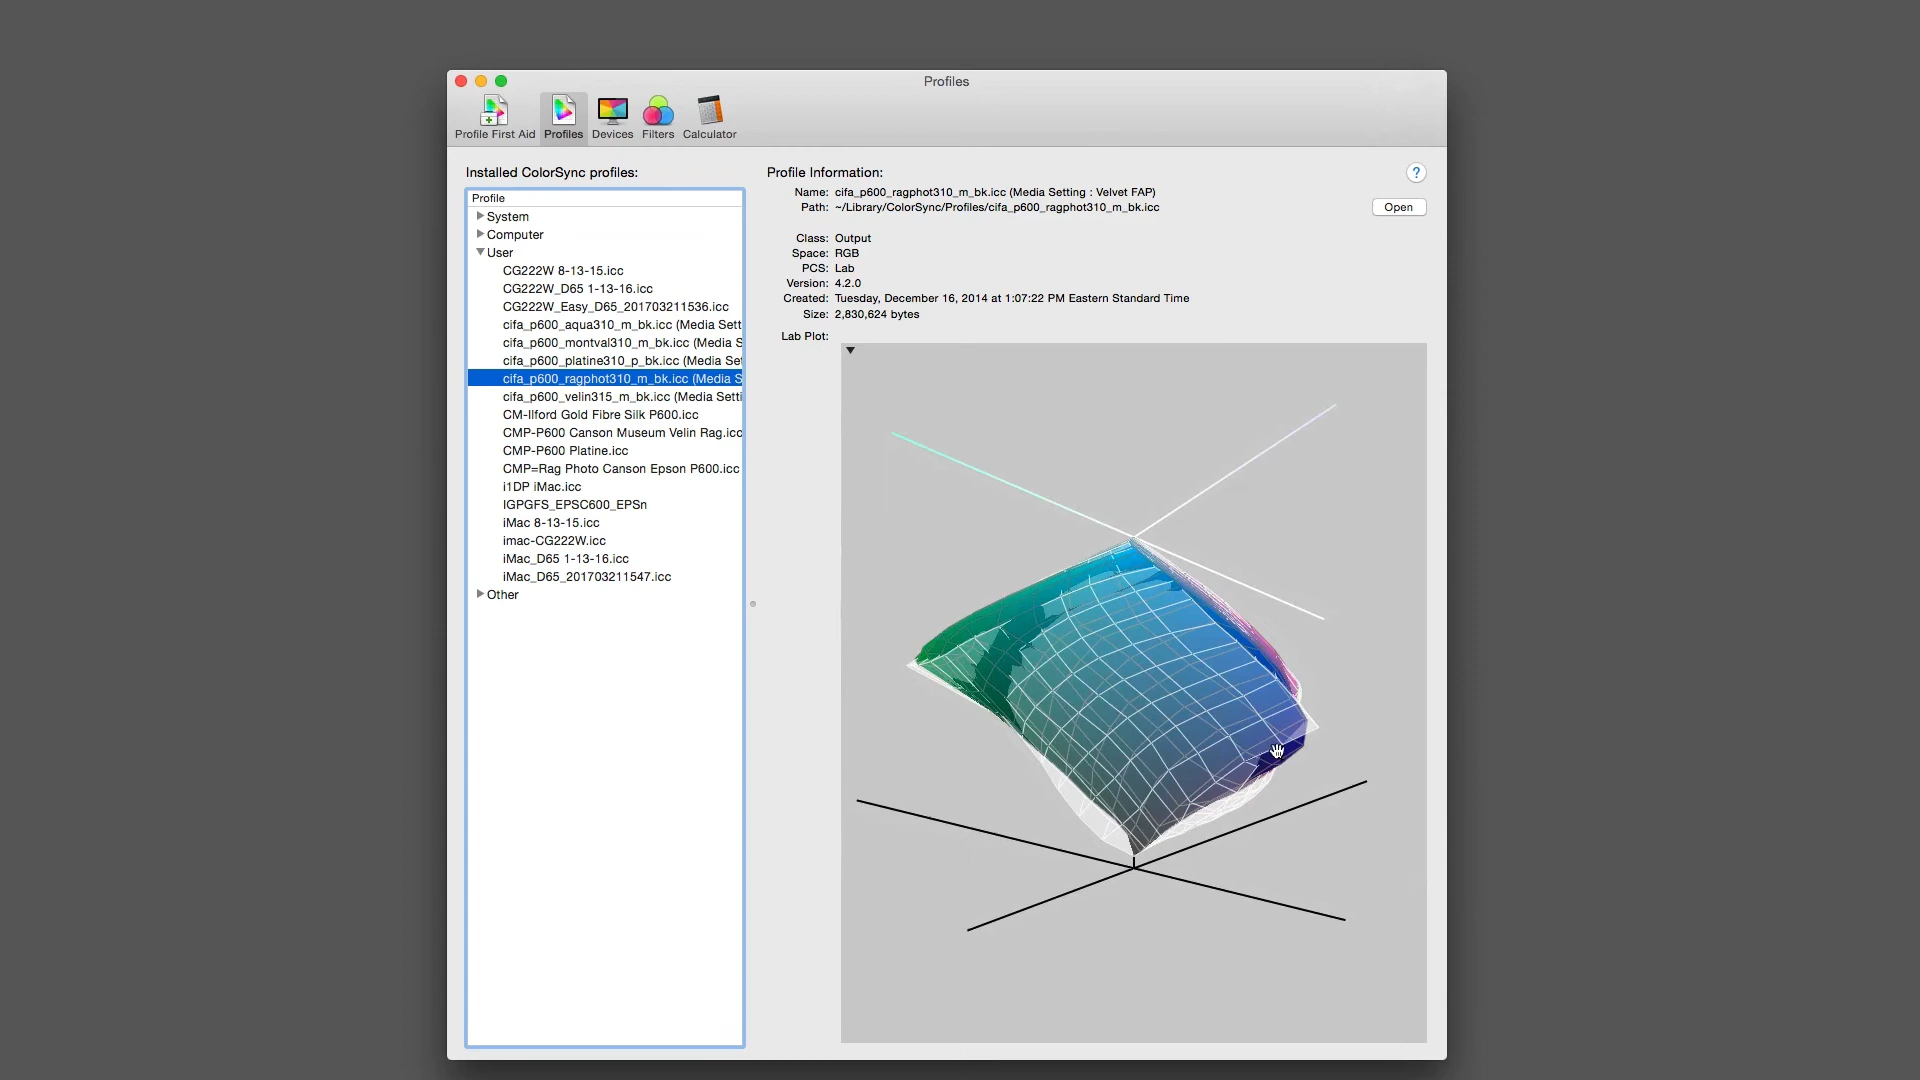 Profiles
Profile First Aid
Profiles
Devices
Filters
Calculator
Installed ColorSync profiles:
Profile
System
Computer
User
CG222W 8-13-15.icc
CG222W_D65 1-13-16.icc
CG222W_Easy_D65_201703211536.icc
cifa_p600_aqua310_m_bk.icc (Media Sett
cifa_p600_montval310_m_bk.icc (Media S
cifa_p600_platine310_p_bk.icc (Media Set
cifa_p600_ragphot310_m_bk.icc (Media S
cifa_p600_velin315_m_bk.icc (Media Setti
CM-Ilford Gold Fibre Silk P600.icc
CMP-P600 Canson Museum Velin Rag.icc
CMP-P600 Platine.icc
CMP=Rag Photo Canson Epson P600.icc
i1DP iMac.icc
IGPGFS_EPSC600_EPSn
iMac 8-13-15.icc
imac-CG222W.icc
iMac_D65 1-13-16.icc
iMac_D65_201703211547.icc
Other
Profile Information:
?
Name: cifa_p600_ragphot310_m_bk.icc (Media Setting : Velvet FAP)
Path: ~/Library/ColorSync/Profiles/cifa_p600_ragphot310_m_bk.icc
Open
Class: Output
Space: RGB
PCS: Lab
Version: 4.2.0
Created: Tuesday, December 16, 2014 at 1:07:22 PM Eastern Standard Time
Size: 2,830,624 bytes
Lab Plot: